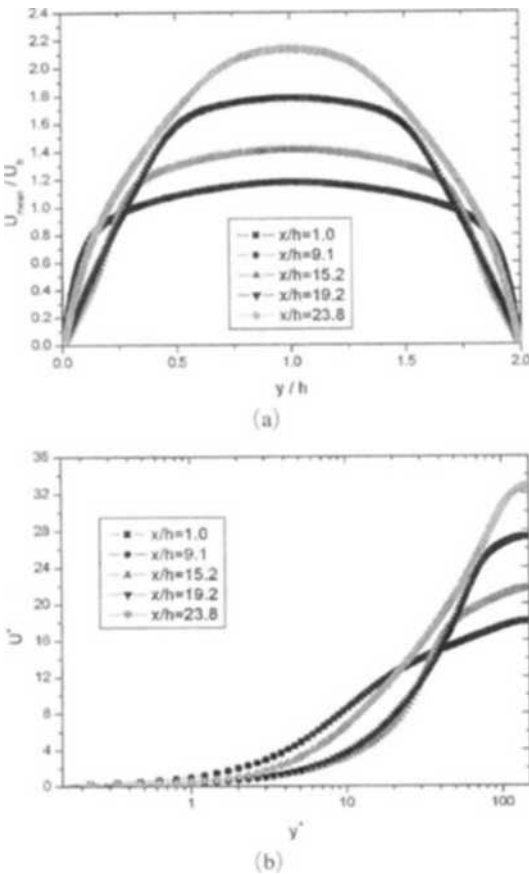 2.4
2.2
2.0
1.8
1.6
1.4
1.2
1.0
0.8
0.6
0.4
0.2
0.0
U_mean / U_b
x/h=1.0
x/h=9.1
x/h=15.2
x/h=19.2
x/h=23.8
0.0 0.5 1.0 1.5 2.0
y / h
(a)
36
32
28
24
20
16
12
8
4
0
U⁺
x/h=1.0
x/h=9.1
x/h=15.2
x/h=19.2
x/h=23.8
1 10 100
y⁺
(b)